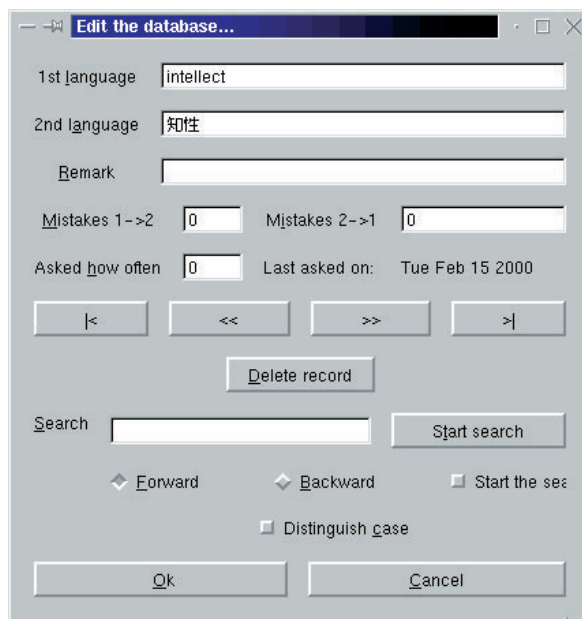 Edit the database...
1st language intellect
2nd language 知性
Remark
Mistakes 1->2 0 Mistakes 2->1 0
Asked how often 0 Last asked on: Tue Feb 15 2000
|< << >> >|
Delete record
Search Start search
Forward Backward Start the sea
Distinguish case
Ok Cancel